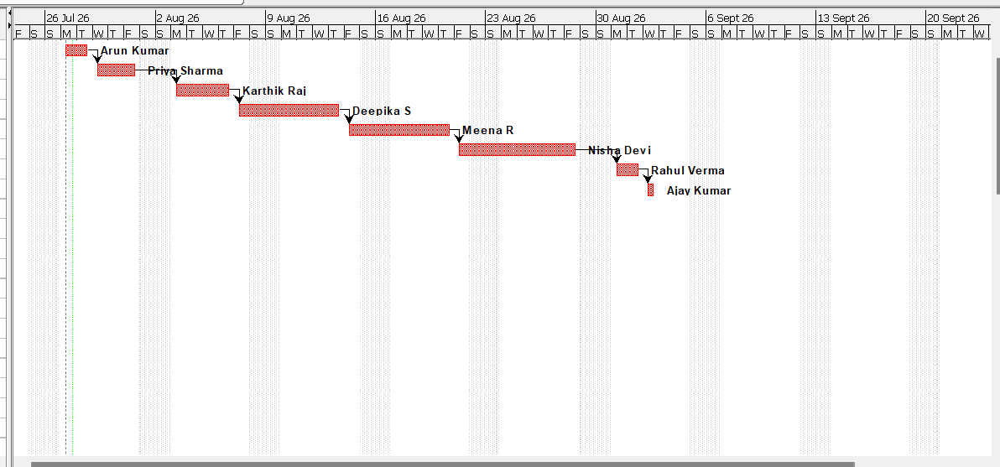 26 Jul 26 2 Aug 26 9 Aug 26 16 Aug 26 23 Aug 26 30 Aug 26 6 Sept 26 13 Sept 26 20 Sept 26
F S S M T W T F S S M T W T F S S M T W T F S S M T W T F S S M T W T F S S M T W T F S S M T W T F S S M T W T F S S M T W T
Arun Kumar
Priya Sharma
Karthik Raj
Deepika S
Meena R
Nisha Devi
Rahul Verma
Ajay Kumar